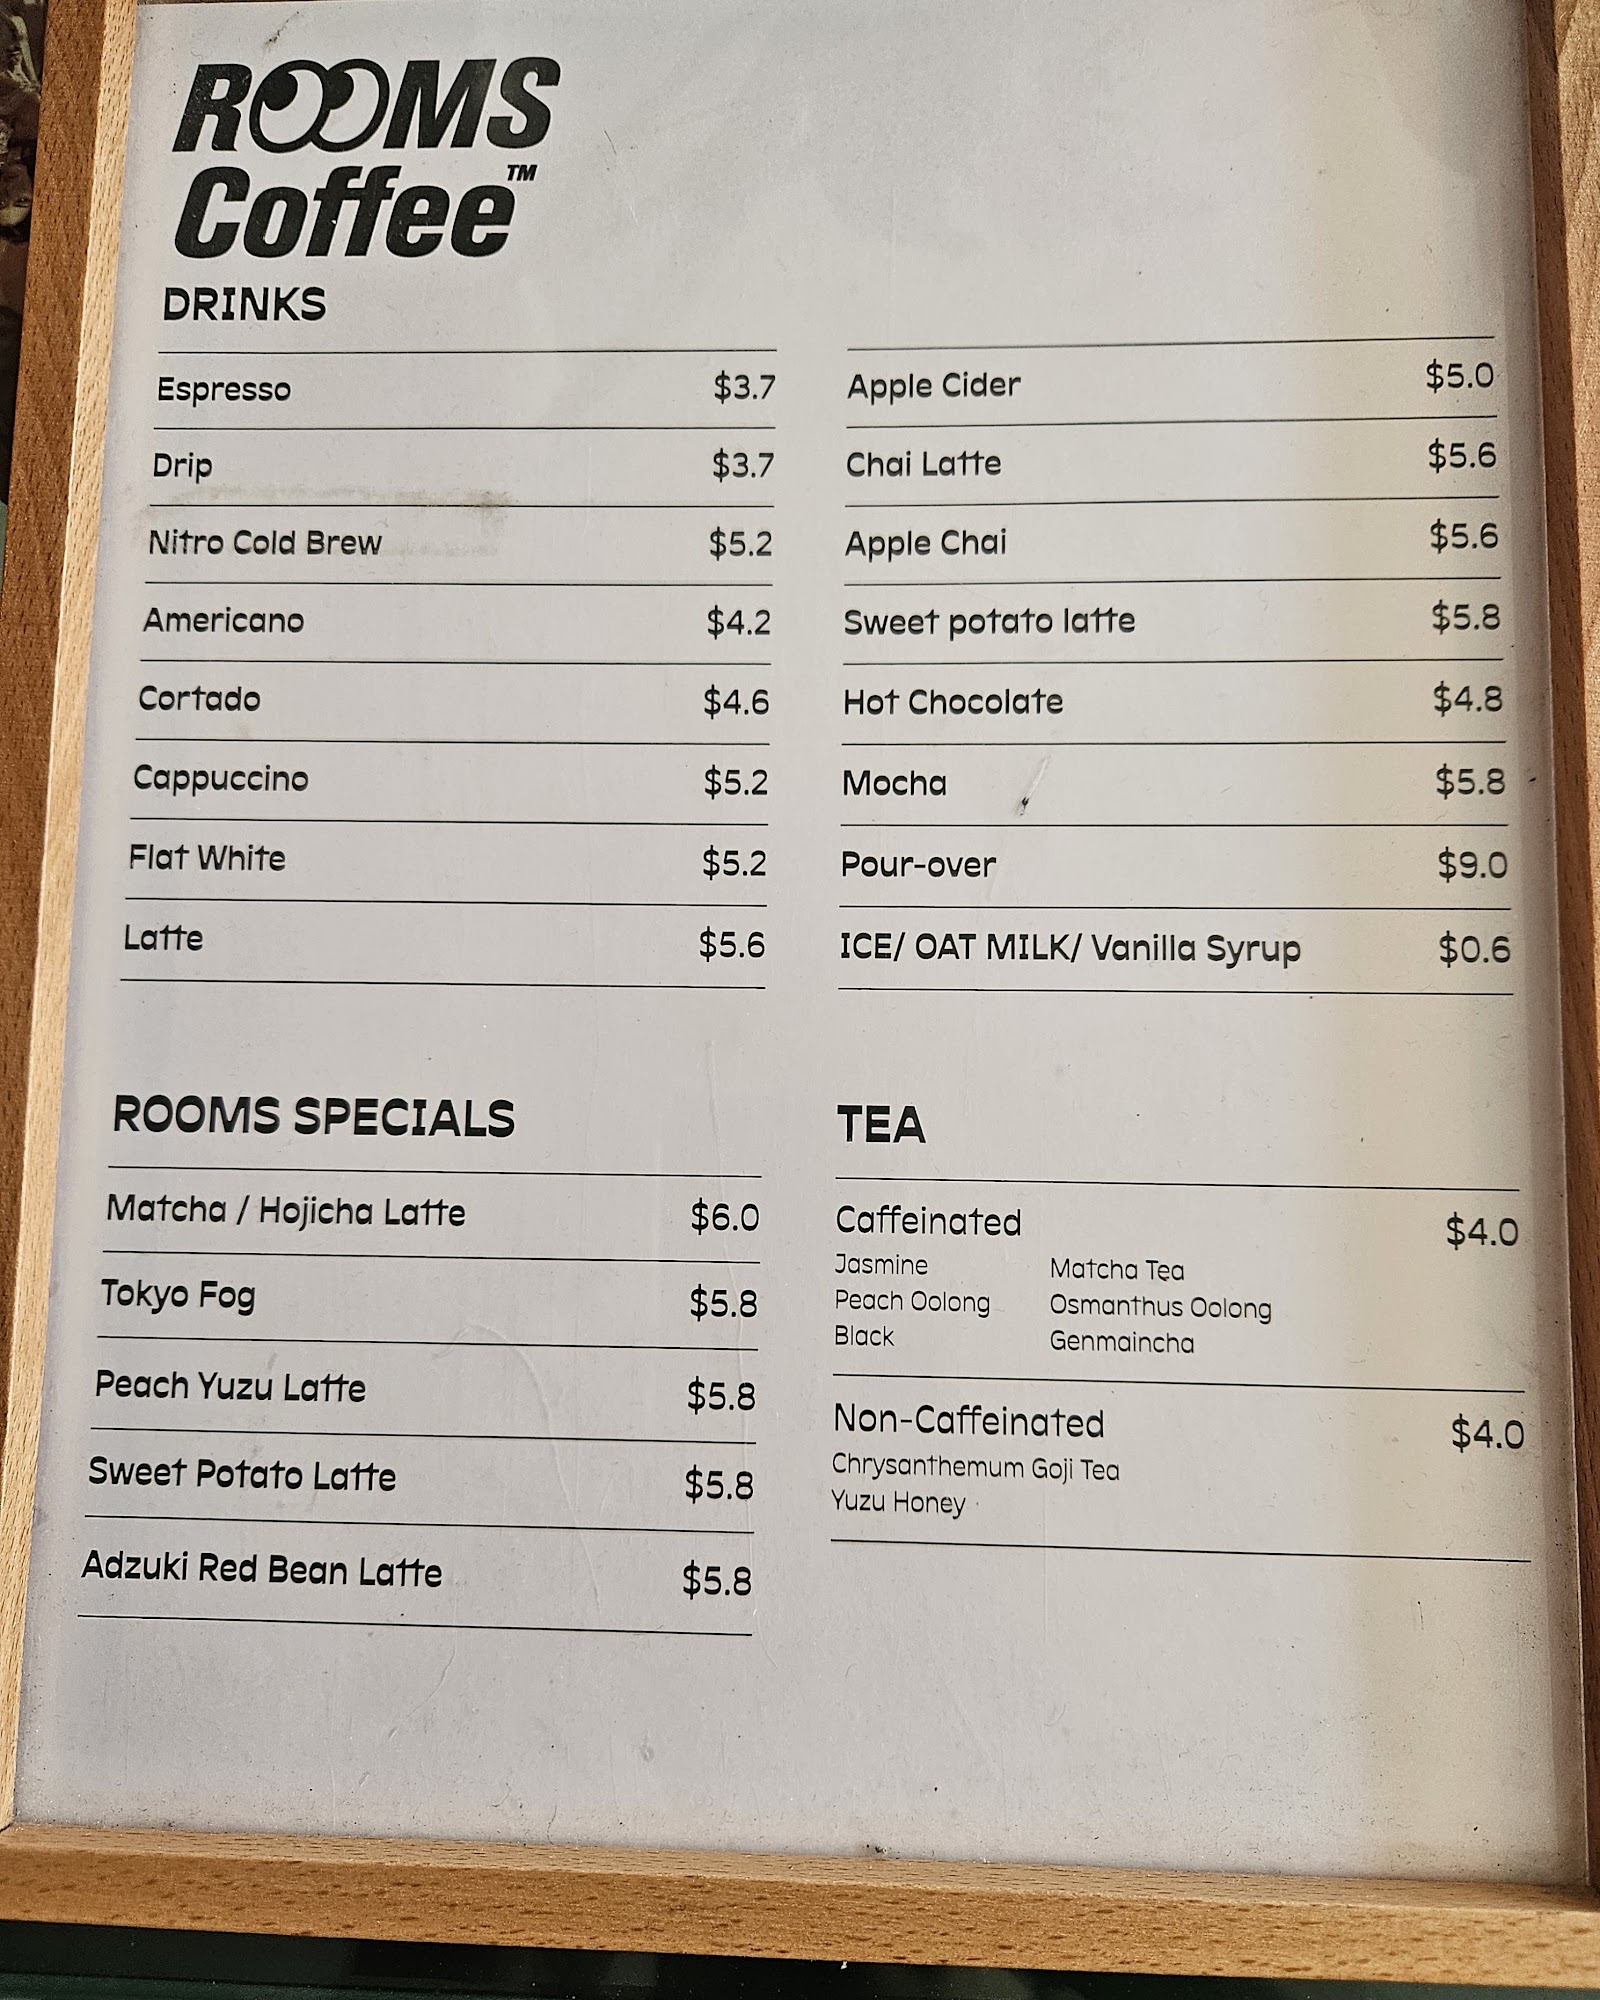 ROOMS
Coffee™
DRINKS
Espresso $3.7
Drip $3.7
Nitro Cold Brew $5.2
Americano $4.2
Cortado $4.6
Cappuccino $5.2
Flat White $5.2
Latte $5.6
Apple Cider $5.0
Chai Latte $5.6
Apple Chai $5.6
Sweet potato latte $5.8
Hot Chocolate $4.8
Mocha $5.8
Pour-over $9.0
ICE/ OAT MILK/ Vanilla Syrup $0.6
ROOMS SPECIALS
Matcha / Hojicha Latte $6.0
Tokyo Fog $5.8
Peach Yuzu Latte $5.8
Sweet Potato Latte $5.8
Adzuki Red Bean Latte $5.8
TEA
Caffeinated $4.0
Jasmine Matcha Tea
Peach Oolong Osmanthus Oolong
Black Genmaincha
Non-Caffeinated $4.0
Chrysanthemum Goji Tea
Yuzu Honey